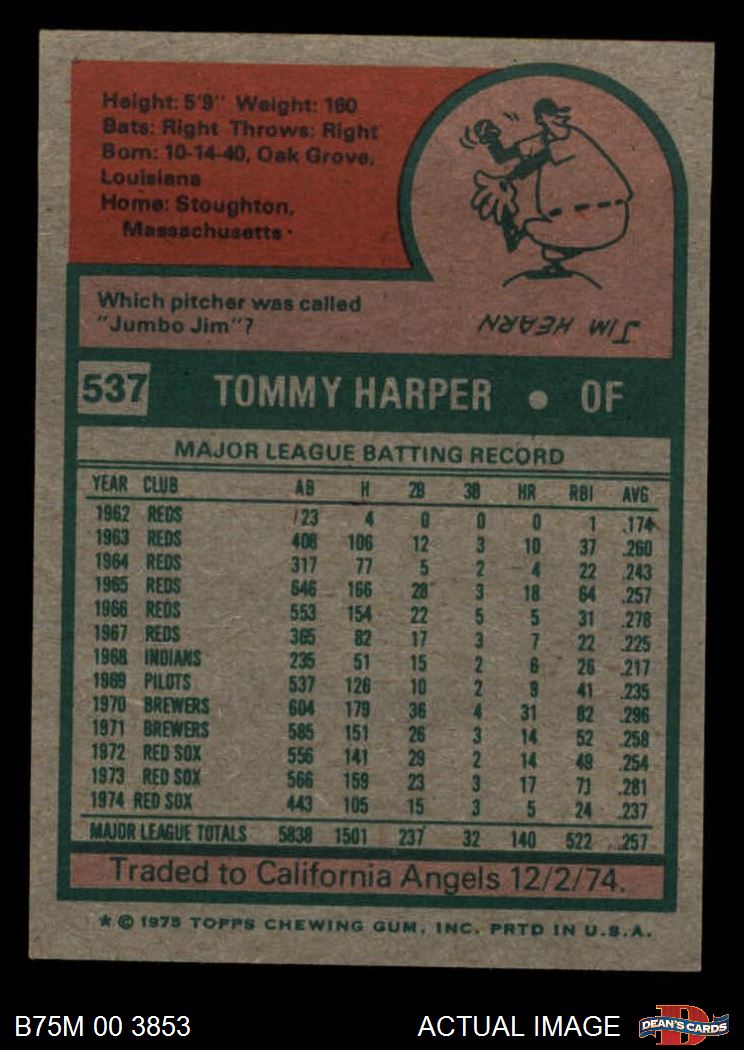 Height: 5'9" Weight: 160
Bats: Right Throws: Right
Born: 10-14-40, Oak Grove,
Louisiana
Home: Stoughton,
Massachusetts
Which pitcher was called
"Jumbo Jim"?
JIM HEARN
537 TOMMY HARPER • OF
MAJOR LEAGUE BATTING RECORD
YEAR CLUB AB H 2B 3B HR RBI AVG
1962 REDS 23 4 0 0 0 1 .174
1963 REDS 408 106 12 3 10 37 .260
1964 REDS 317 77 5 2 4 22 .243
1965 REDS 646 166 28 3 18 64 .257
1966 REDS 553 154 22 5 5 31 .278
1967 REDS 365 82 17 3 7 22 .225
1968 INDIANS 235 51 15 2 6 26 .217
1969 PILOTS 537 126 10 2 9 41 .235
1970 BREWERS 604 179 36 4 31 82 .296
1971 BREWERS 585 151 26 3 14 52 .258
1972 RED SOX 556 141 29 2 14 49 .254
1973 RED SOX 566 159 23 3 17 71 .281
1974 RED SOX 443 105 15 3 5 24 .237
MAJOR LEAGUE TOTALS 5838 1501 237 32 140 522 .257
Traded to California Angels 12/2/74.
* © 1975 TOPPS CHEWING GUM, INC. PRTD IN U.S.A.
B75M 00 3853 ACTUAL IMAGE DEAN'S CARDS